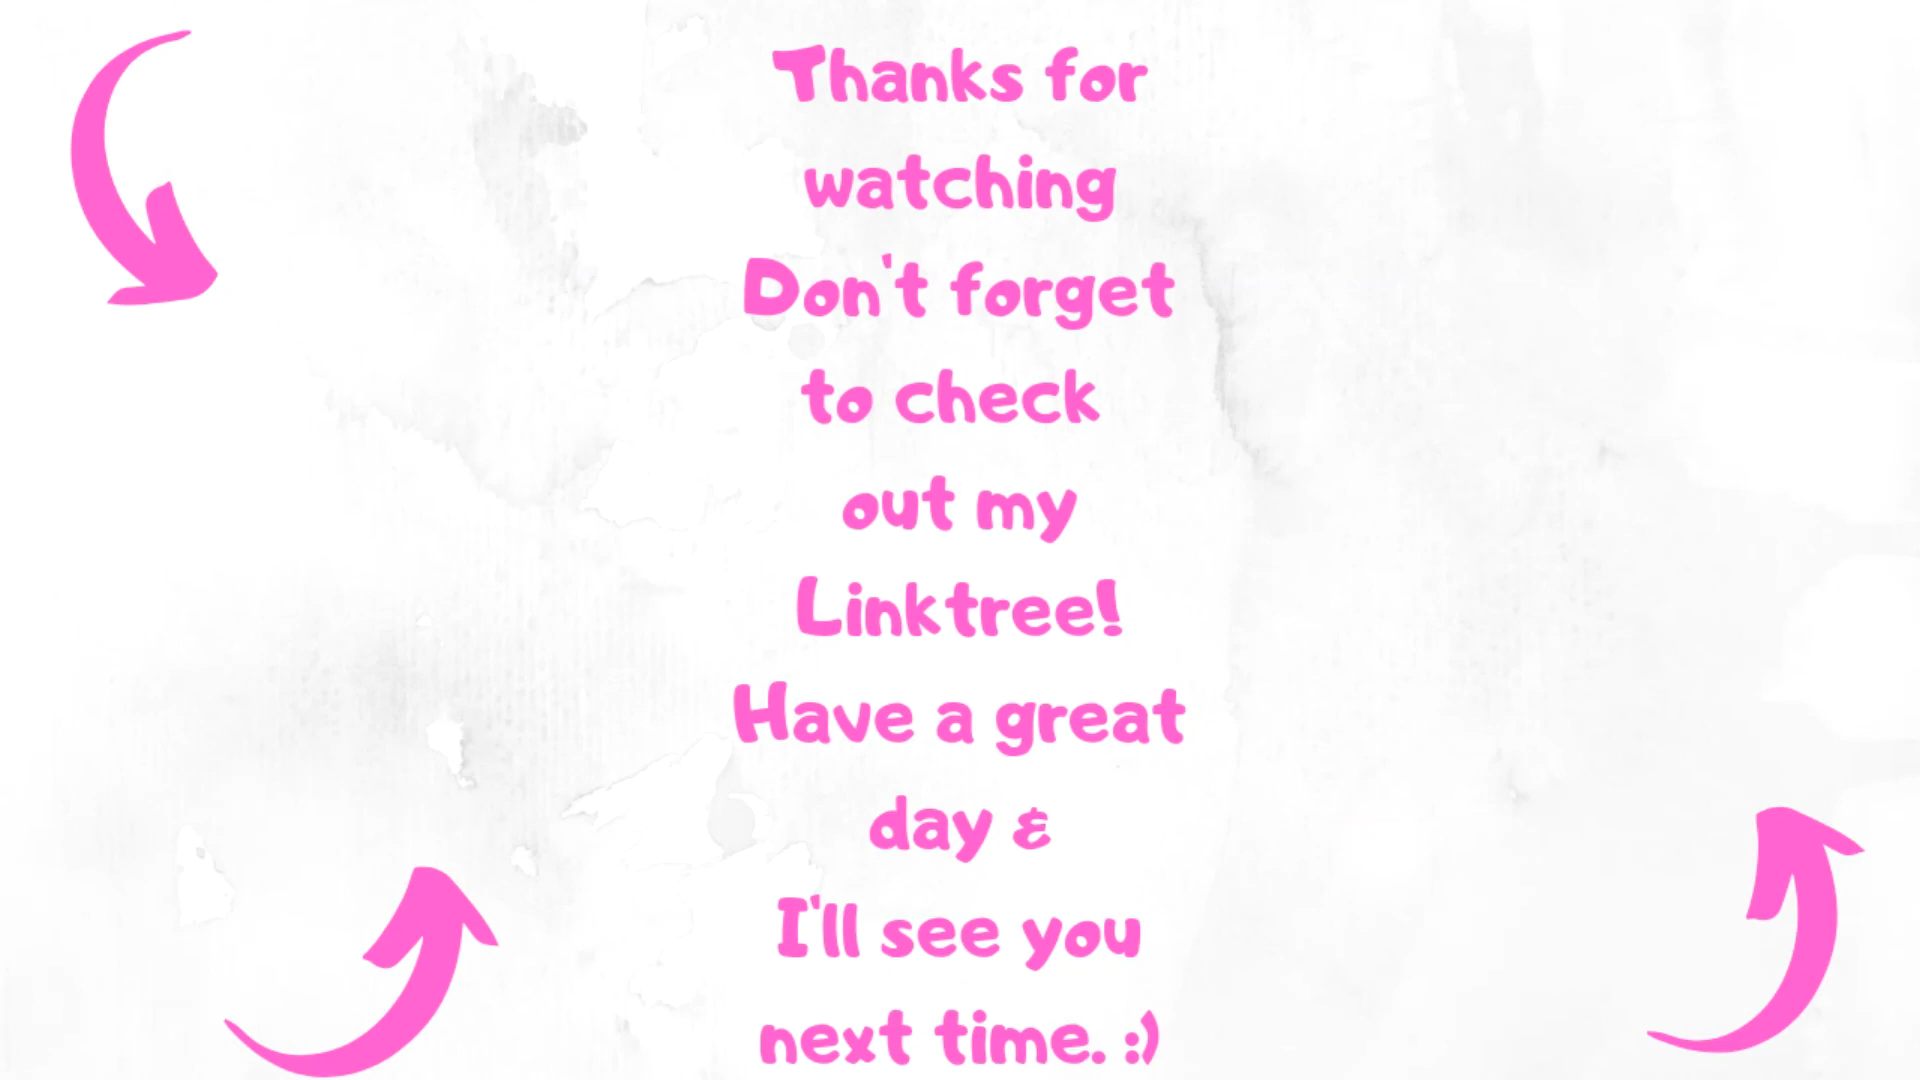 Thanks for
watching
Don't forget
to check
out my
Linktree!
Have a great
day &
I'll see you
next time. :)